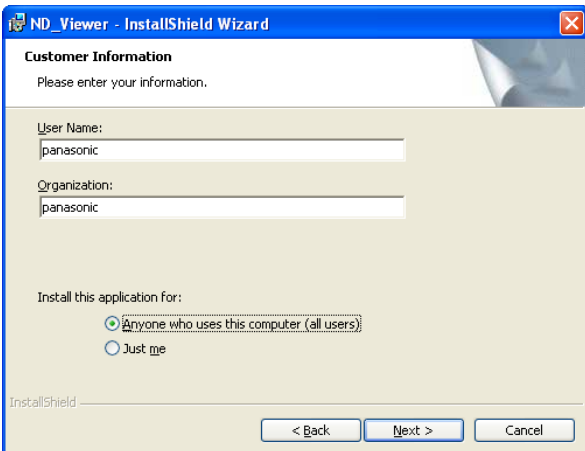 ND_Viewer - InstallShield Wizard
Customer Information
Please enter your information.
User Name:
panasonic
Organization:
panasonic
Install this application for:
Anyone who uses this computer (all users)
Just me
InstallShield
< Back Next > Cancel